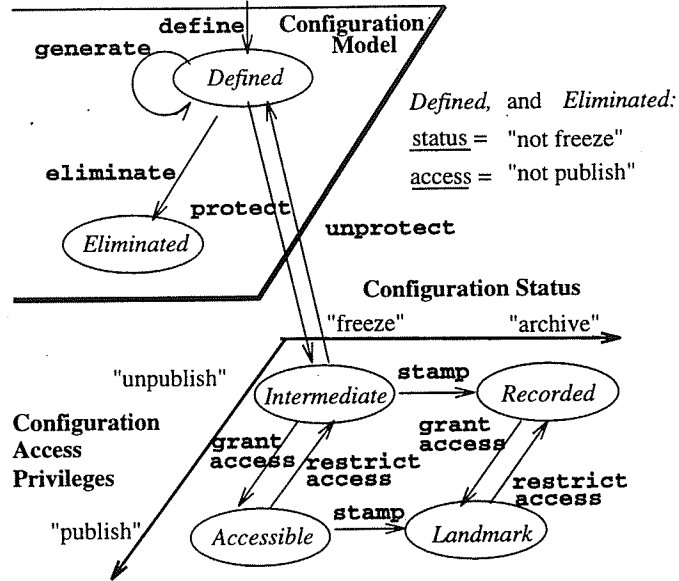 define
Configuration
Model
generate
Defined
Defined, and Eliminated:
status = "not freeze"
access = "not publish"
eliminate
protect
unprotect
Eliminated
Configuration Status
"freeze"
"archive"
"unpublish"
Intermediate
stamp
Recorded
Configuration
Access
Privileges
grant
access
restrict
access
grant
access
restrict
access
"publish"
Accessible
stamp
Landmark